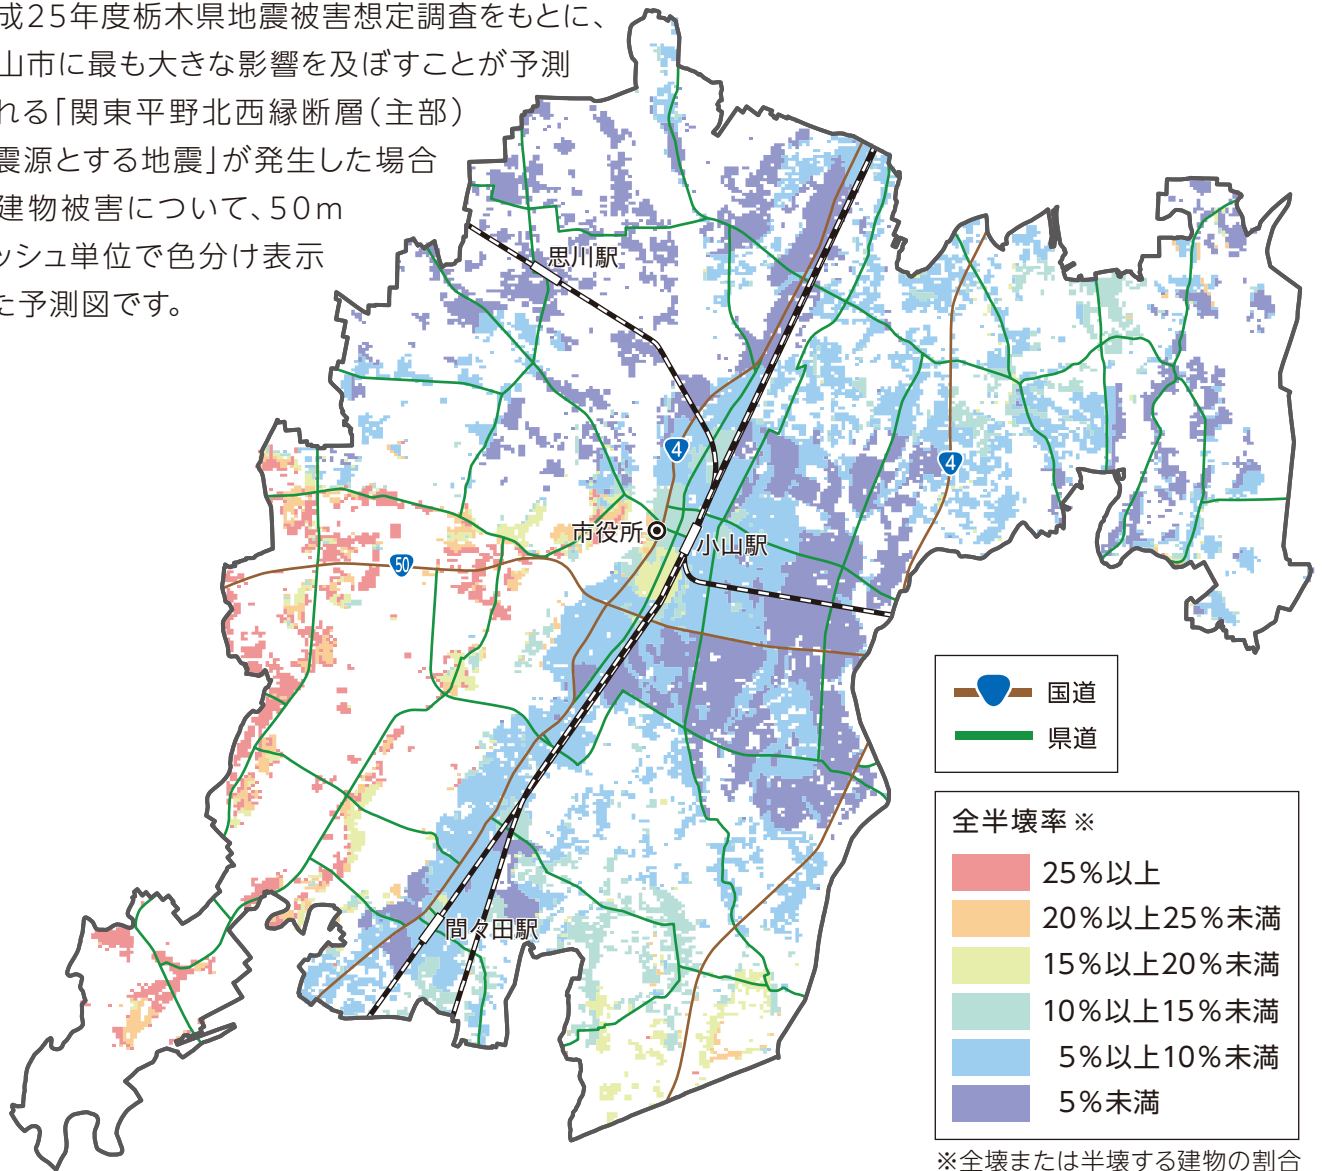 成25年度栃木県地震被害想定調査をもとに、
山市に最も大きな影響を及ぼすことが予測
れる「関東平野北西縁断層(主部)
震源とする地震」が発生した場合
建物被害について、50m
ッシュ単位で色分け表示
た予測図です。
思川駅
4
4
市役所
小山駅
50
間々田駅
国道
県道
全半壊率※
25%以上
20%以上25%未満
15%以上20%未満
10%以上15%未満
5%以上10%未満
5%未満
※全壊または半壊する建物の割合